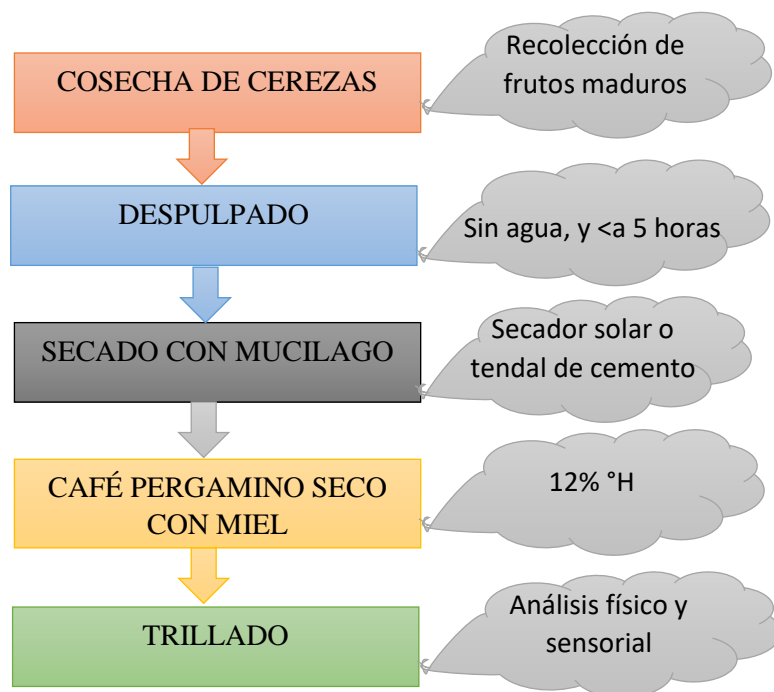 COSECHA DE CEREZAS
Recolección de
frutos maduros
DESPULPADO
Sin agua, y <a 5 horas
SECADO CON MUCILAGO
Secador solar o
tendal de cemento
CAFÉ PERGAMINO SECO
CON MIEL
12% °H
TRILLADO
Análisis físico y
sensorial